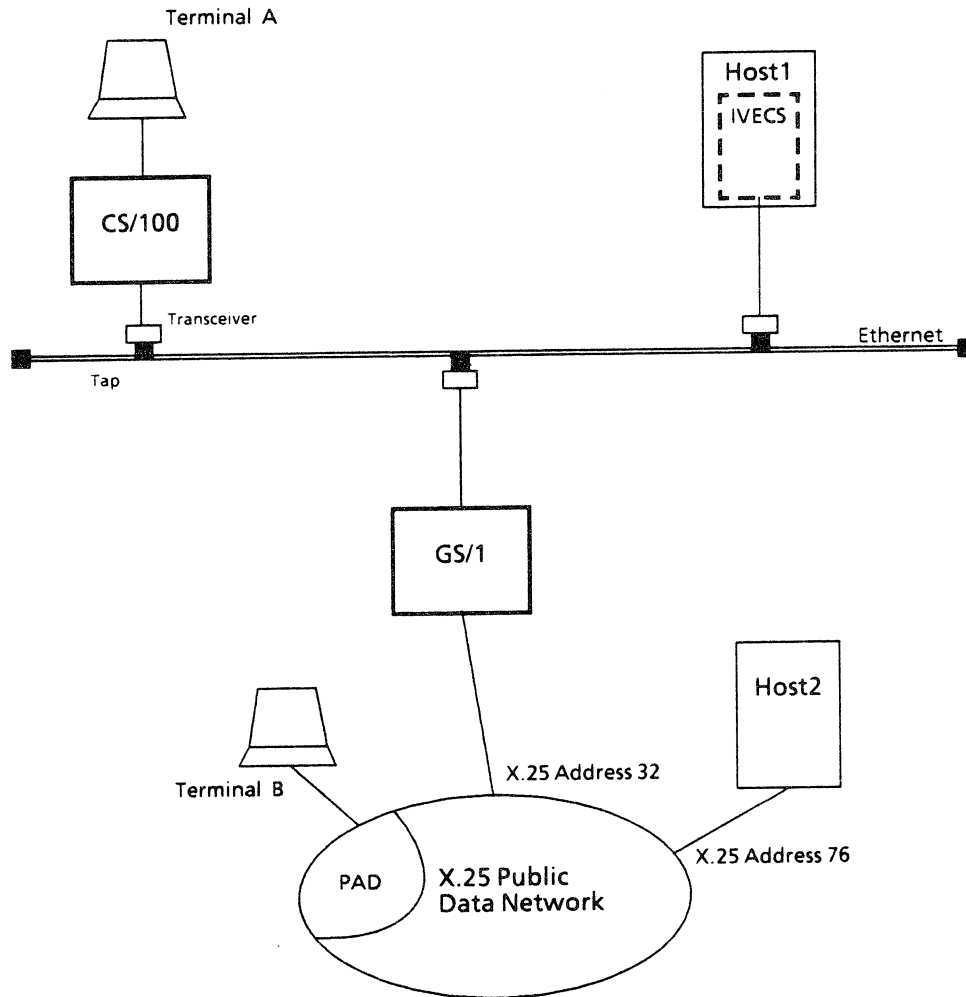 Terminal A
Host1
IVECS
CS/100
Transceiver
Ethernet
Tap
GS/1
Host2
X.25 Address 32
Terminal B
X.25 Address 76
PAD
X.25 Public
Data Network